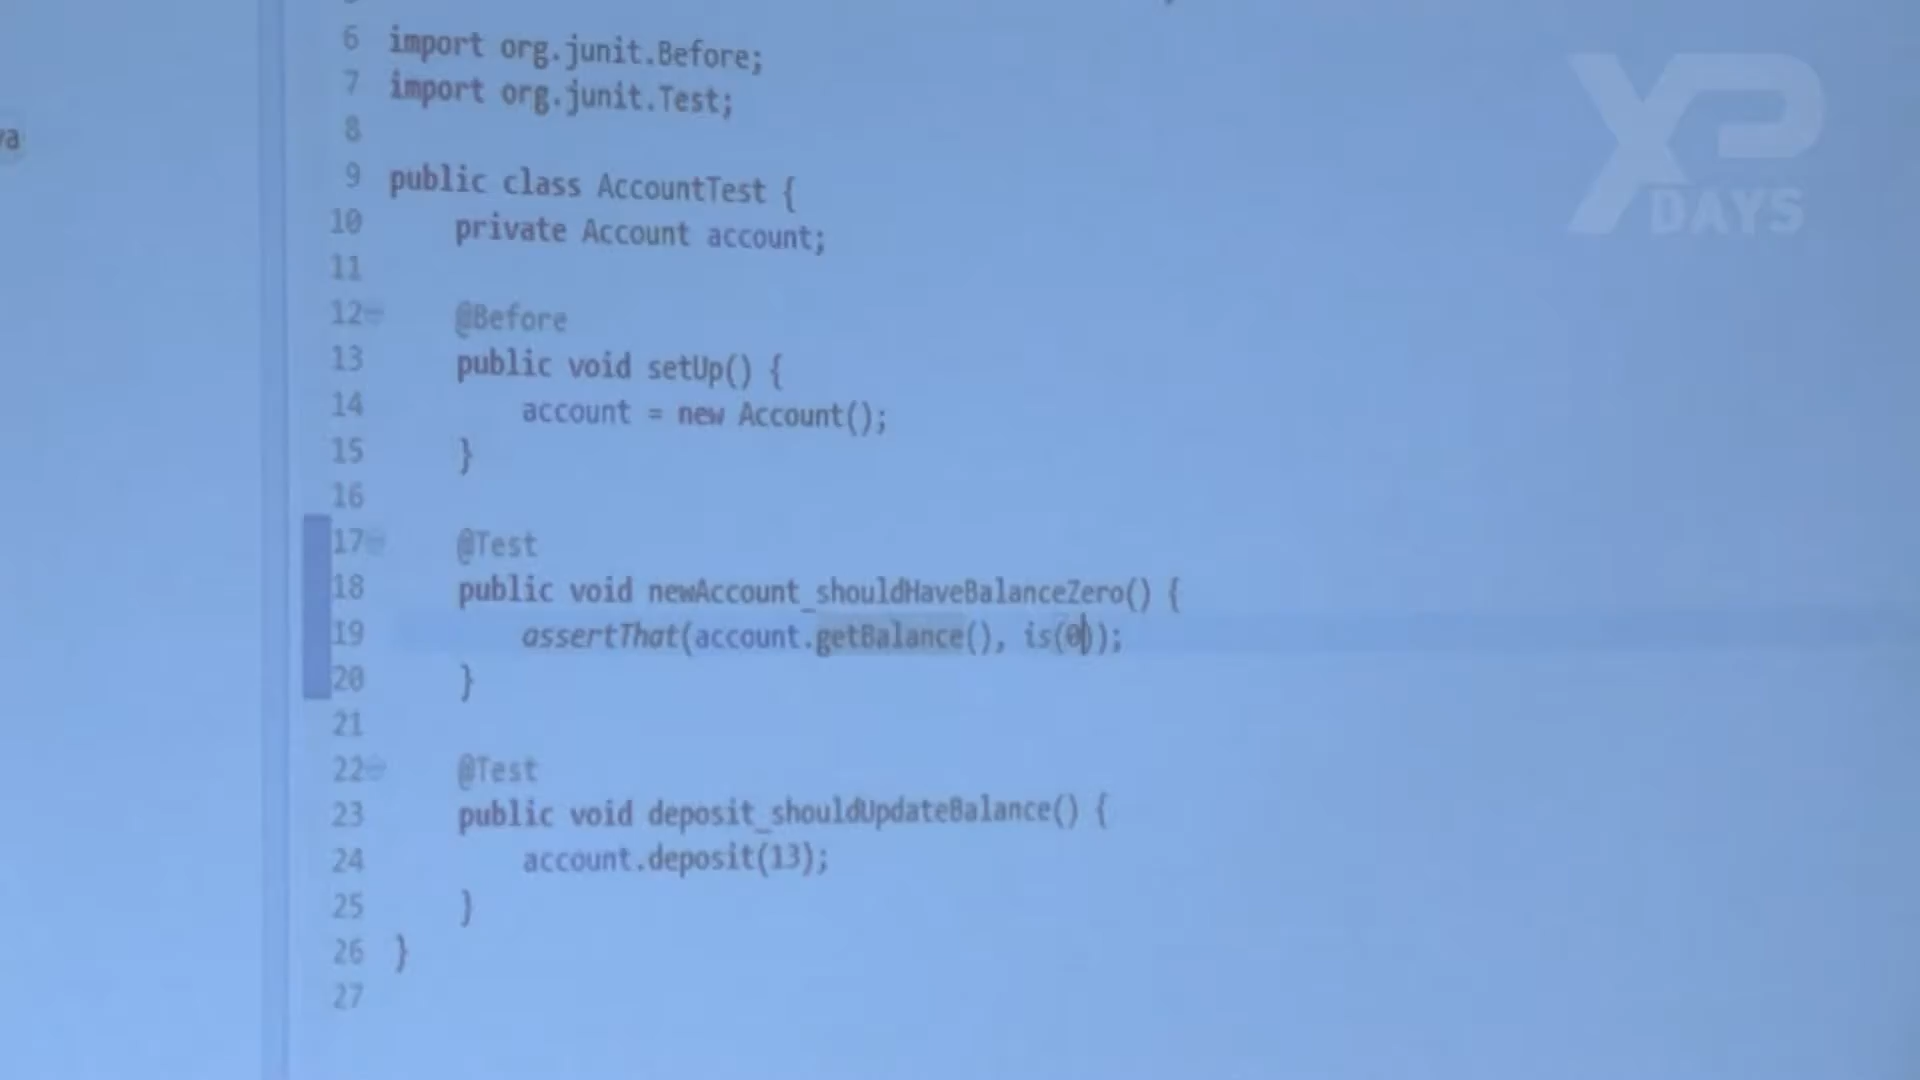 6 import org.junit.Before;
7 import org.junit.Test;
8
9 public class AccountTest {
10 private Account account;
11
12 @Before
13 public void setUp() {
14 account = new Account();
15 }
16
17 @Test
18 public void newAccount_shouldHaveBalanceZero() {
19 assertThat(account.getBalance(), is(0));
20 }
21
22 @Test
23 public void deposit_shouldUpdateBalance() {
24 account.deposit(13);
25 }
26 }
27
va
XP
DAYS